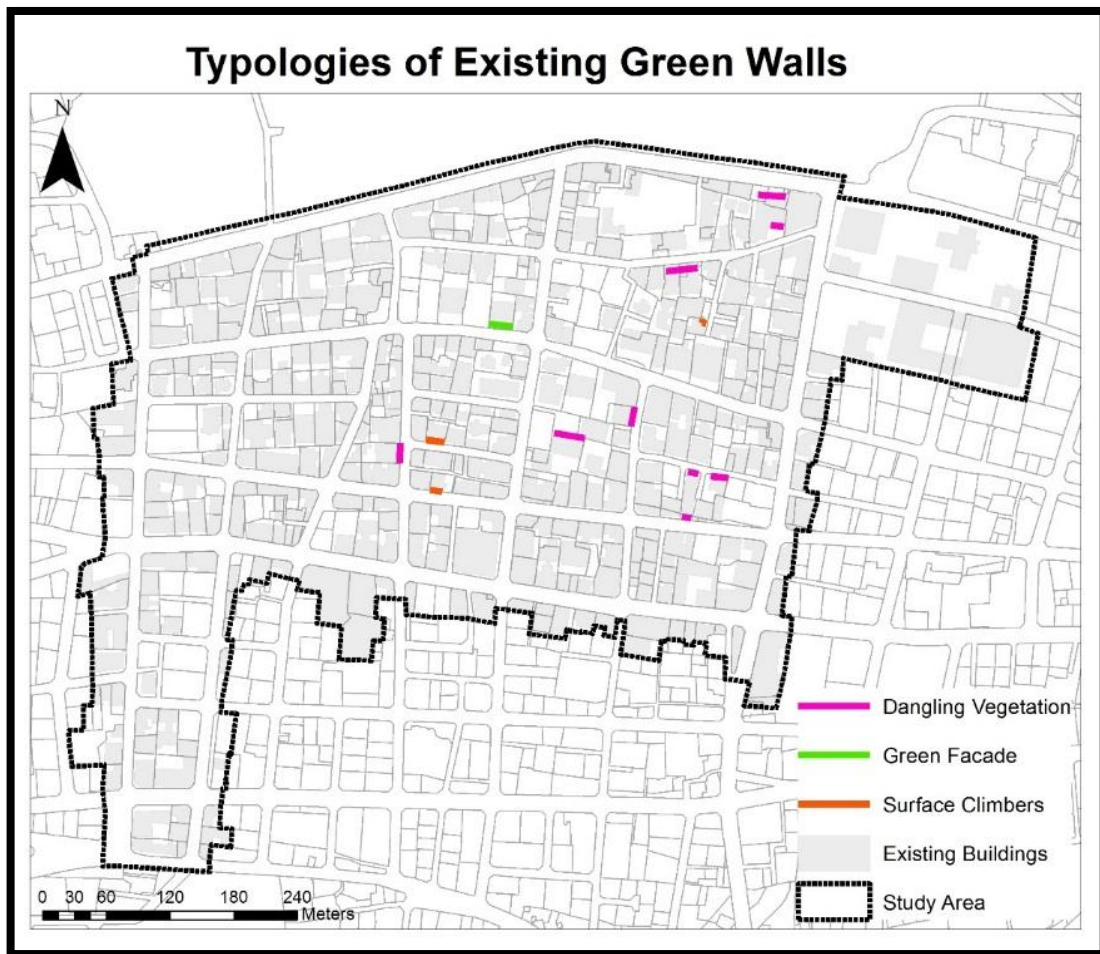 Typologies of Existing Green Walls
N
Dangling Vegetation
Green Facade
Surface Climbers
Existing Buildings
Study Area
0 30 60 120 180 240
Meters